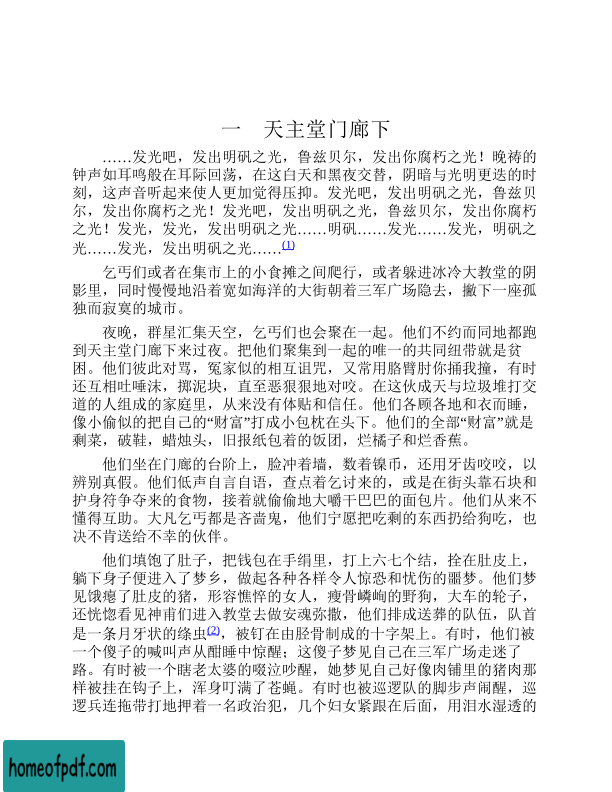 一　天主堂门廊下
……发光吧，发出明矾之光，鲁兹贝尔，发出你腐朽之光！晚祷的
钟声如耳鸣般在耳际回荡，在这白天和黑夜交替，阴暗与光明更迭的时
刻，这声音听起来使人更加觉得压抑。发光吧，发出明矾之光，鲁兹贝
尔，发出你腐朽之光！发光吧，发出明矾之光，鲁兹贝尔，发出你腐朽
之光！发光，发光，发出明矾之光……明矾……发光……发光，明矾之
光……发光，发出明矾之光……(1)
乞丐们或者在集市上的小食摊之间爬行，或者躲进冰冷大教堂的阴
影里，同时慢慢地沿着宽如海洋的大街朝着三军广场隐去，撇下一座孤
独而寂寞的城市。
夜晚，群星汇集天空，乞丐们也会聚在一起。他们不约而同地都跑
到天主堂门廊下来过夜。把他们聚集到一起的唯一的共同纽带就是贫
困。他们彼此对骂，冤家似的相互诅咒，又常用胳臂肘你捅我撞，有时
还互相吐唾沫，掷泥块，直至恶狠狠地对咬。在这伙成天与垃圾堆打交
道的人组成的家庭里，从来没有体贴和信任。他们各顾各地和衣而睡，
像小偷似的把自己的“财富”打成小包枕在头下。他们的全部“财富”就是
剩菜，破鞋，蜡烛头，旧报纸包着的饭团，烂橘子和烂香蕉。
他们坐在门廊的台阶上，脸冲着墙，数着镍币，还用牙齿咬咬，以
辨别真假。他们低声自言自语，查点着乞讨来的，或是在街头靠石块和
护身符争夺来的食物，接着就偷偷地大嚼干巴巴的面包片。他们从来不
懂得互助。大凡乞丐都是吝啬鬼，他们宁愿把吃剩的东西扔给狗吃，也
决不肯送给不幸的伙伴。
他们填饱了肚子，把钱包在手绢里，打上六七个结，拴在肚皮上，
躺下身子便进入了梦乡，做起各种各样令人惊恐和忧伤的噩梦。他们梦
见饿瘪了肚皮的猪，形容憔悴的女人，瘦骨嶙峋的野狗，大车的轮子，
还恍惚看见神甫们进入教堂去做安魂弥撒，他们排成送葬的队伍，队首
是一条月牙状的绦虫(2)，被钉在由胫骨制成的十字架上。有时，他们被
一个傻子的喊叫声从酣睡中惊醒；这傻子梦见自己在三军广场走迷了
路。有时被一个瞎老太婆的啜泣吵醒，她梦见自己好像肉铺里的猪肉那
样被挂在钩子上，浑身叮满了苍蝇。有时也被巡逻队的脚步声闹醒，巡
逻兵连拖带打地押着一名政治犯，几个妇女紧跟在后面，用泪水湿透的
homeofpdf.com